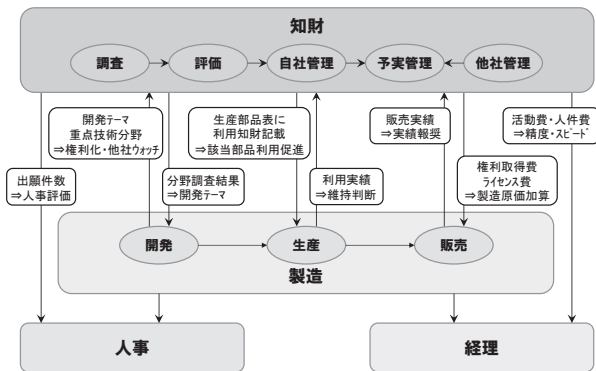 知財
調査
評価
自社管理
予実管理
他社管理
開発テーマ
重点技術分野
⇒権利化・他社ウォッチ
生産部品表に
利用知財記載
⇒該当部品利用促進
販売実績
⇒実績報奨
活動費・人件費
⇒精度・スピード
出願件数
⇒人事評価
分野調査結果
⇒開発テーマ
利用実績
⇒維持判断
権利取得費
ライセンス費
⇒製造原価加算
開発
生産
販売
製造
人事
経理